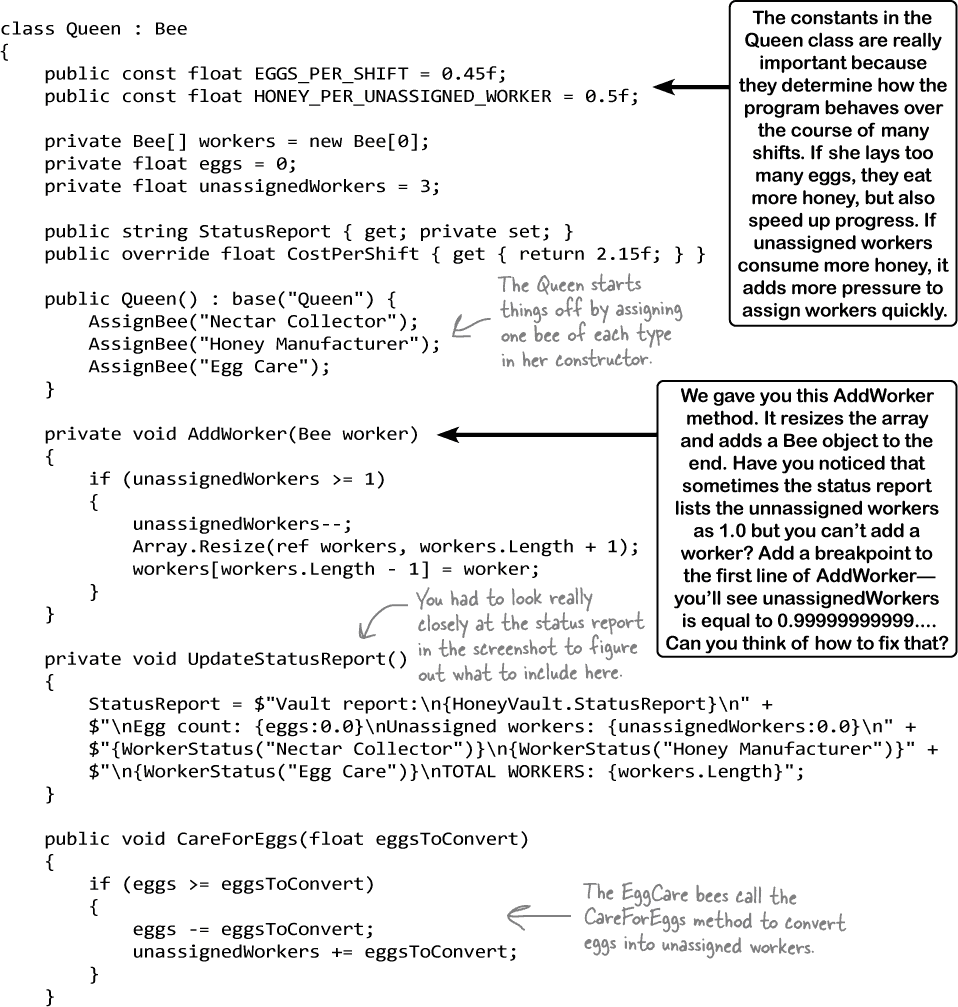 class Queen : Bee
{
    public const float EGGS_PER_SHIFT = 0.45f;
    public const float HONEY_PER_UNASSIGNED_WORKER = 0.5f;
The constants in the
Queen class are really
important because
they determine how the
program behaves over
the course of many
shifts. If she lays too
many eggs, they eat
more honey, but also
speed up progress. If
unassigned workers
consume more honey, it
adds more pressure to
assign workers quickly.
    private Bee[] workers = new Bee[0];
    private float eggs = 0;
    private float unassignedWorkers = 3;
    public string StatusReport { get; private set; }
    public override float CostPerShift { get { return 2.15f; } }
    public Queen() : base("Queen") {
        AssignBee("Nectar Collector");
        AssignBee("Honey Manufacturer");
        AssignBee("Egg Care");
    }
The Queen starts
things off by assigning
one bee of each type
in her constructor.
    private void AddWorker(Bee worker)
    {
        if (unassignedWorkers >= 1)
        {
            unassignedWorkers--;
            Array.Resize(ref workers, workers.Length + 1);
            workers[workers.Length - 1] = worker;
        }
    }
We gave you this AddWorker
method. It resizes the array
and adds a Bee object to the
end. Have you noticed that
sometimes the status report
lists the unnassigned workers
as 1.0 but you can't add a
worker? Add a breakpoint to
the first line of AddWorker—
you'll see unassignedWorkers
is equal to 0.99999999999....
Can you think of how to fix that?
You had to look really
closely at the status report
in the screenshot to figure
out what to include here.
    private void UpdateStatusReport()
    {
        StatusReport = $"Vault report:\n{HoneyVault.StatusReport}\n" +
        $"\nEgg count: {eggs:0.0}\nUnassigned workers: {unassignedWorkers:0.0}\n" +
        $"{WorkerStatus("Nectar Collector")}\n{WorkerStatus("Honey Manufacturer")}" +
        $"\n{WorkerStatus("Egg Care")}\nTOTAL WORKERS: {workers.Length}";
    }
    public void CareForEggs(float eggsToConvert)
    {
        if (eggs >= eggsToConvert)
        {
            eggs -= eggsToConvert;
            unassignedWorkers += eggsToConvert;
        }
    }
The EggCare bees call the
CareForEggs method to convert
eggs into unassigned workers.